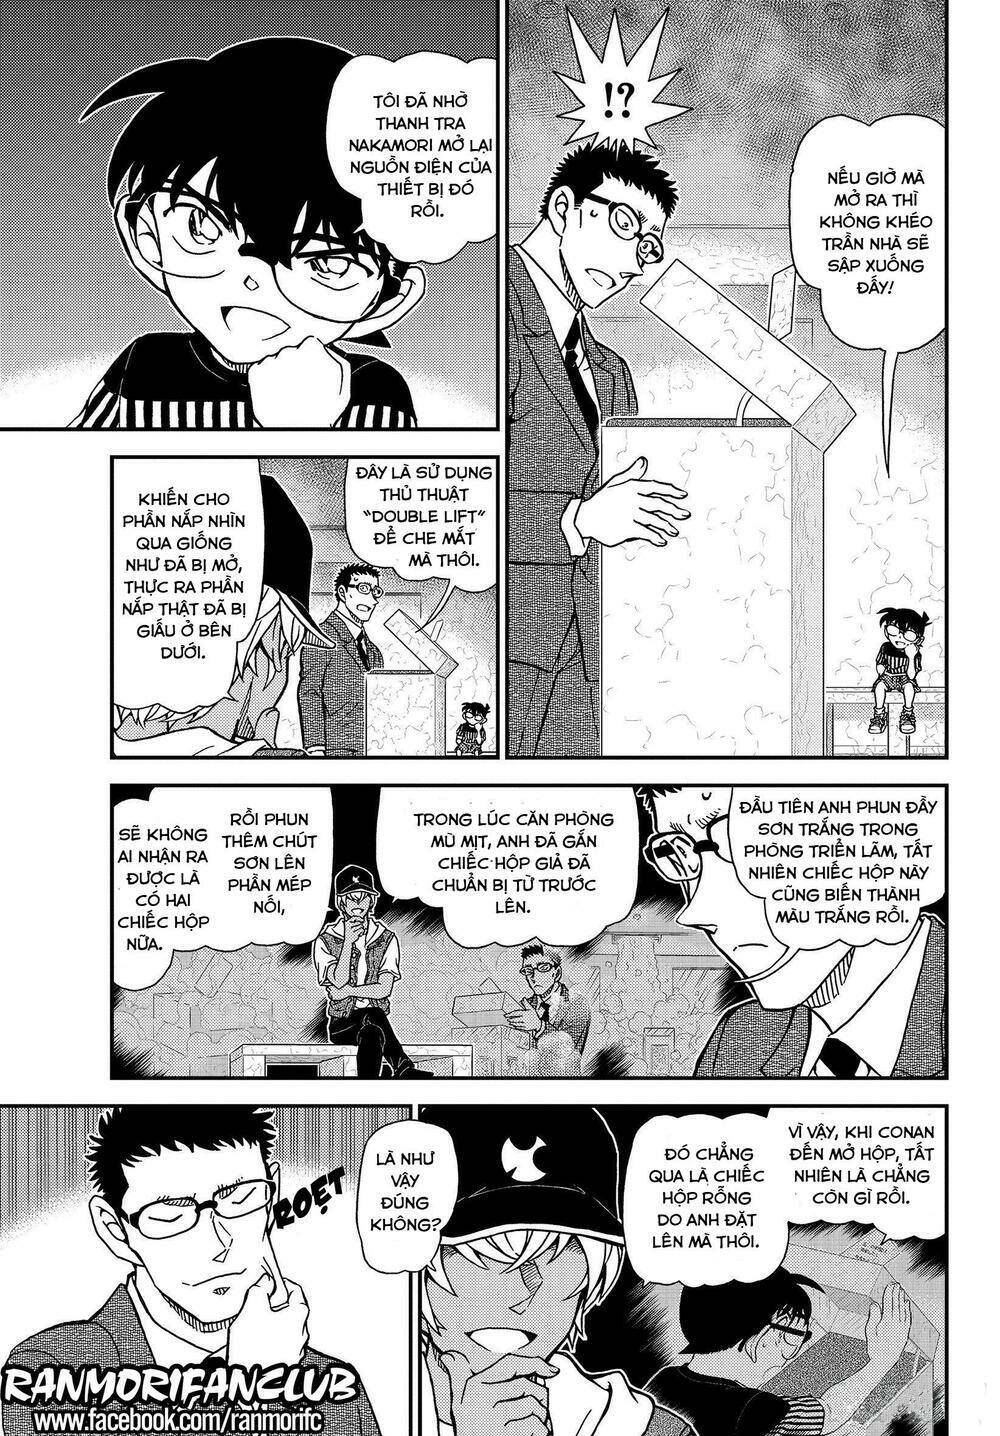 !?
NẾU GIỜ MÀ
MỞ RA THÌ
KHÔNG KHÉO
TRẦN NHÀ SẼ
SẬP XUỐNG
ĐẤY!
TÔI ĐÃ NHỜ
THANH TRA
NAKAMORI MỞ LẠI
NGUỒN ĐIỆN CỦA
THIẾT BỊ ĐÓ
RỒI.
ĐÂY LÀ SỬ DỤNG
THỦ THUẬT
"DOUBLE LIFT"
ĐỂ CHE MẮT
MÀ THÔI.
KHIẾN CHO
PHẦN NẮP NHÌN
QUA GIỐNG
NHƯ ĐÃ BỊ MỞ,
THỰC RA PHẦN
NẮP THẬT ĐÃ BỊ
GIẤU Ở BÊN
DƯỚI.
ĐẦU TIÊN ANH PHUN ĐẦY
SƠN TRẮNG TRONG
PHÒNG TRIỂN LÃM, TẤT
NHIÊN CHIẾC HỘP NÀY
CŨNG BIẾN THÀNH
MÀU TRẮNG RỒI.
TRONG LÚC CĂN PHÒNG
MÙ MỊT, ANH ĐÃ GẮN
CHIẾC HỘP GIẢ ĐÃ
CHUẨN BỊ TỪ TRƯỚC
LÊN.
RỒI PHUN
THÊM CHÚT
SƠN LÊN
PHẦN MÉP
NỐI,
SẼ KHÔNG
AI NHẬN RA
ĐƯỢC LÀ
CÓ HAI
CHIẾC HỘP
NỮA.
VÌ VẬY, KHI CONAN
ĐẾN MỞ HỘP, TẤT
NHIÊN LÀ CHẲNG
CÒN GÌ RỒI.
ĐÓ CHẲNG
QUA LÀ CHIẾC
HỘP RỖNG
DO ANH ĐẶT
LÊN MÀ THÔI.
LÀ NHƯ
VẬY
ĐÚNG
KHÔNG?
ROẸT
RANMORIFANCLUB
www.facebook.com/ranmorifc